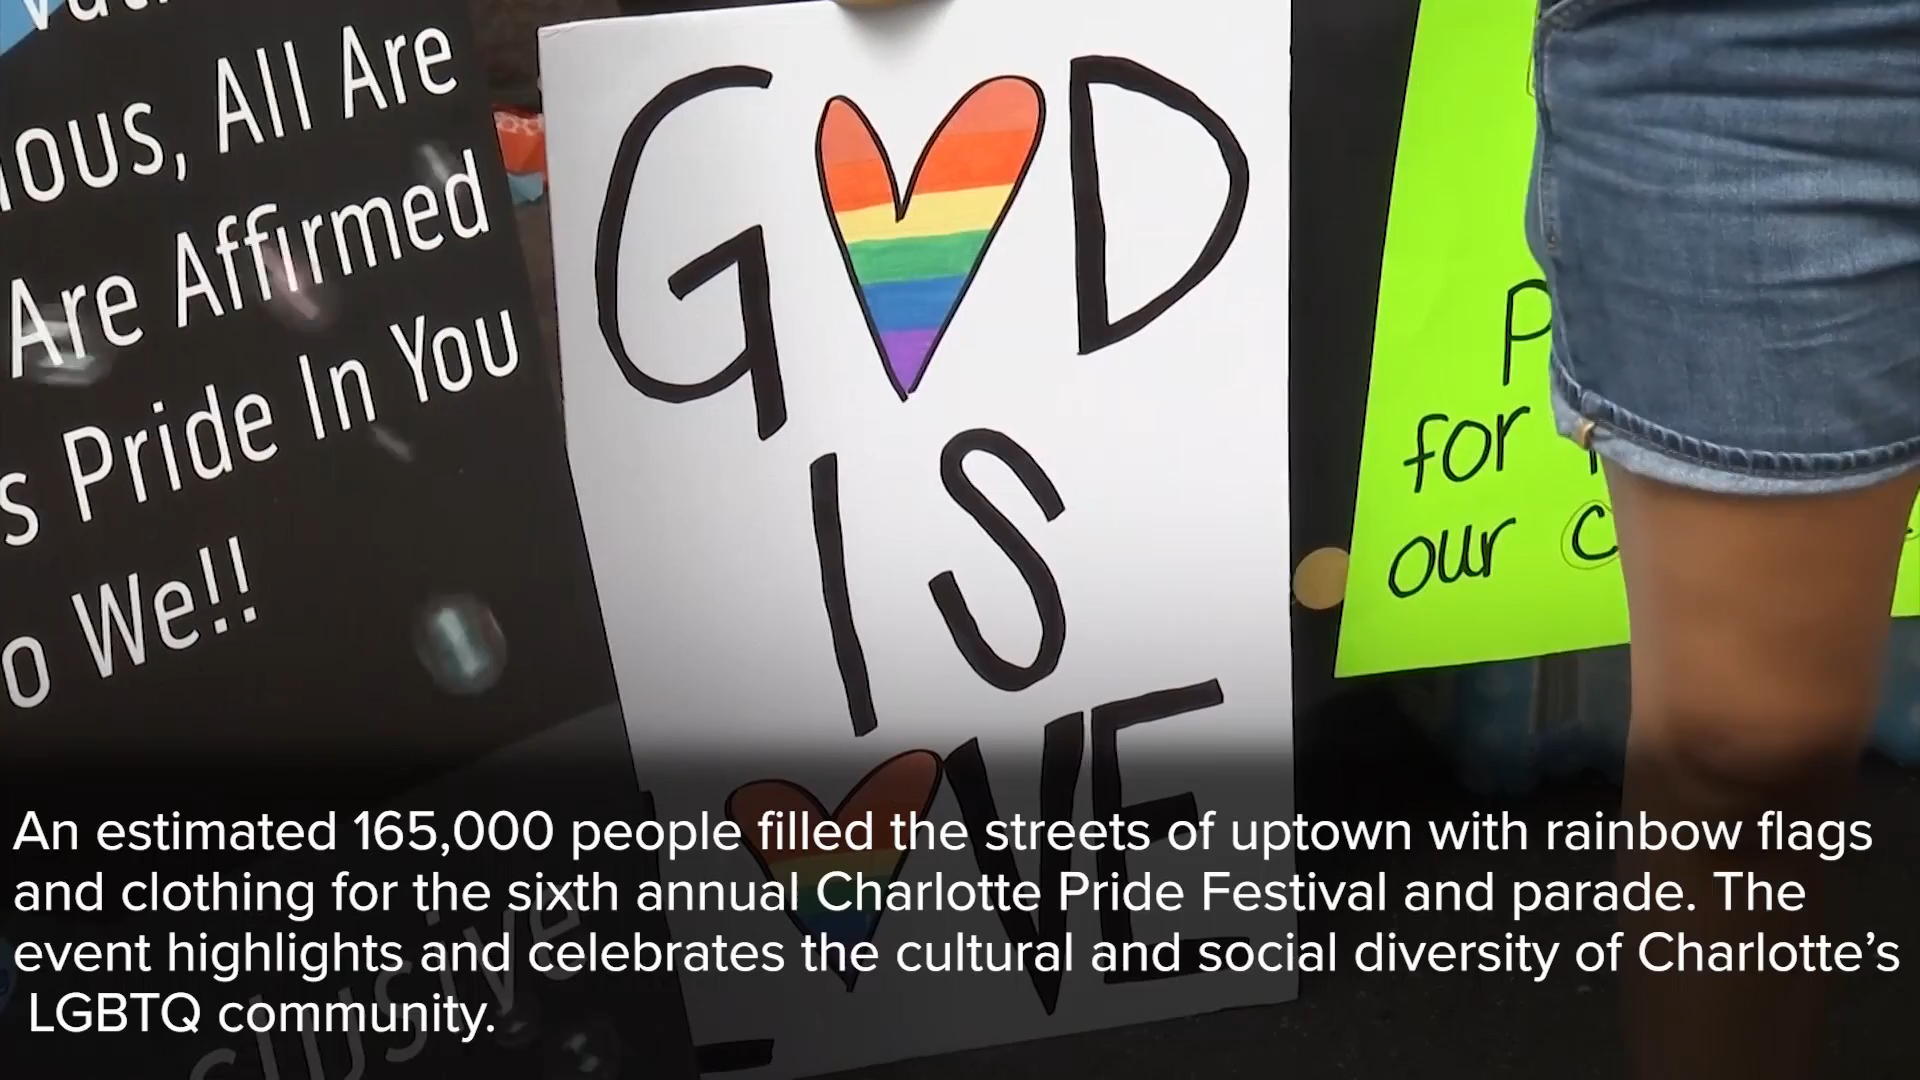 All Are
Are Affirmed
Pride In You
We!!
G D
IS
VE
for
our
An estimated 165,000 people filled the streets of uptown with rainbow flags
and clothing for the sixth annual Charlotte Pride Festival and parade. The
event highlights and celebrates the cultural and social diversity of Charlotte’s
LGBTQ community.